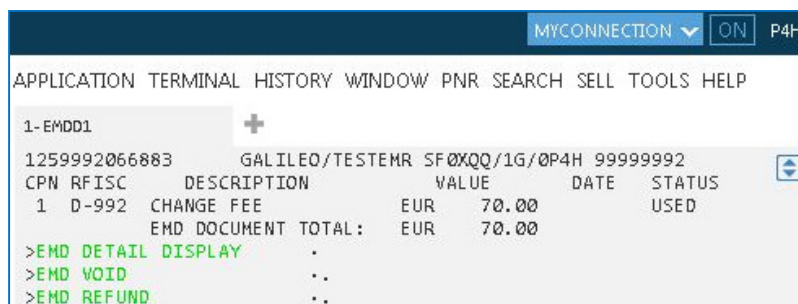 MYCONNECTION ON P4H
APPLICATION TERMINAL HISTORY WINDOW PNR SEARCH SELL TOOLS HELP
1-EMDD1
1259992066883 GALILEO/TESTEMR SF0XQQ/1G/0P4H 99999992
CPN RFISC DESCRIPTION VALUE DATE STATUS
1 D-992 CHANGE FEE EUR 70.00 USED
EMD DOCUMENT TOTAL: EUR 70.00
>EMD DETAIL DISPLAY .
>EMD VOID ..
>EMD REFUND ..